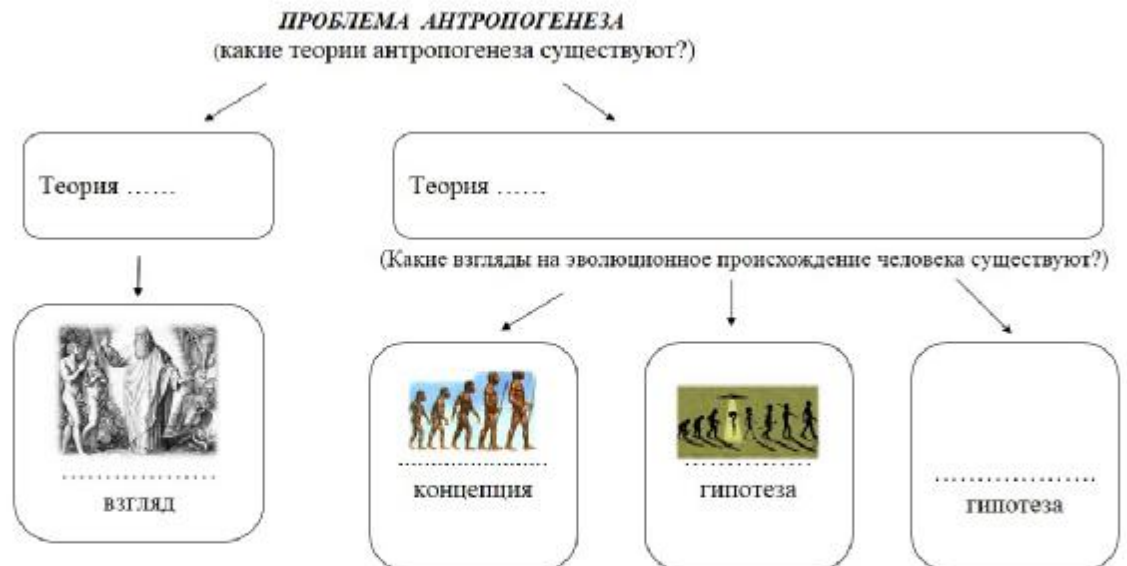 ПРОБЛЕМА АНТРОПОГЕНЕЗА
(какие теории антропогенеза существуют?)
Теория ......
Теория ......
(Какие взгляды на эволюционное происхождение человека существуют?)
..................
взгляд
..................
концепция
?
................
гипотеза
...................
гипотеза